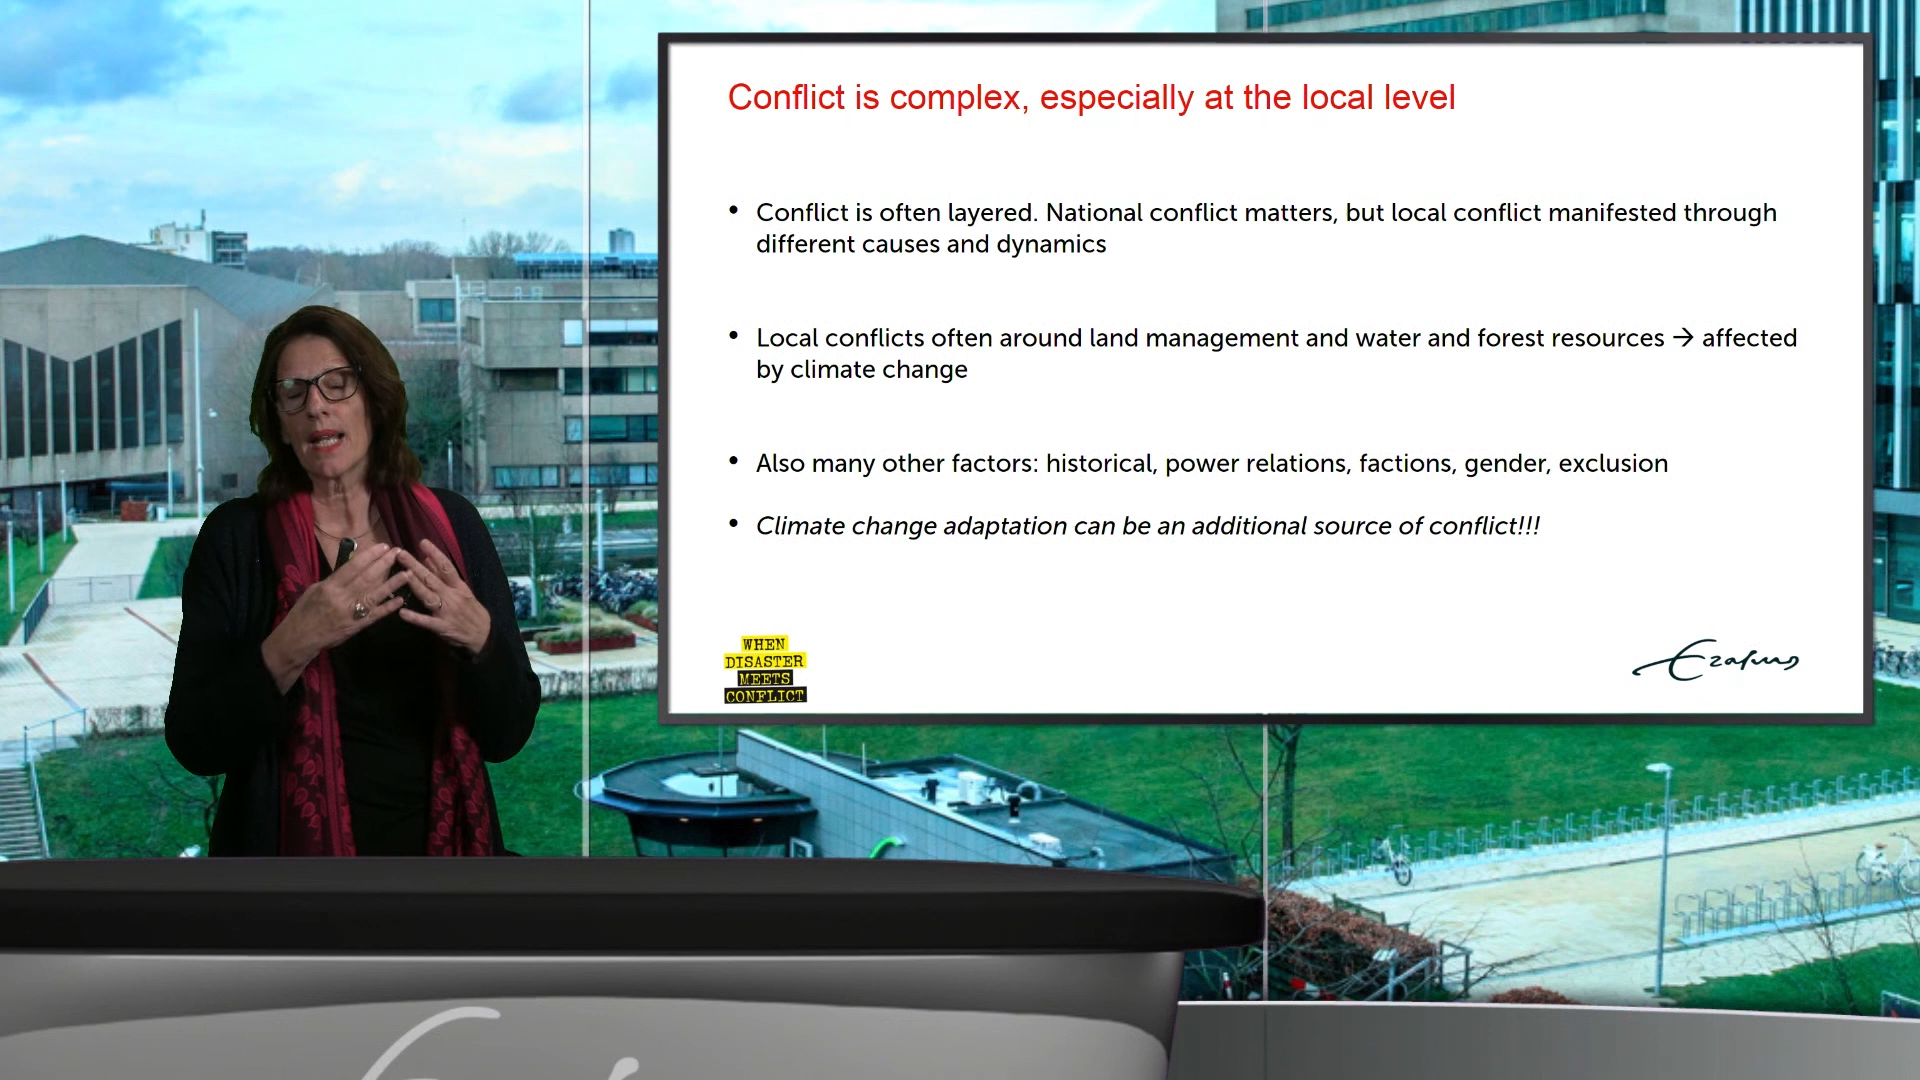 Conflict is complex, especially at the local level
• Conflict is often layered. National conflict matters, but local conflict manifested through
different causes and dynamics
• Local conflicts often around land management and water and forest resources → affected
by climate change
• Also many other factors: historical, power relations, factions, gender, exclusion
• Climate change adaptation can be an additional source of conflict!!!
WHEN
DISASTER
MEETS
CONFLICT
Erasmus